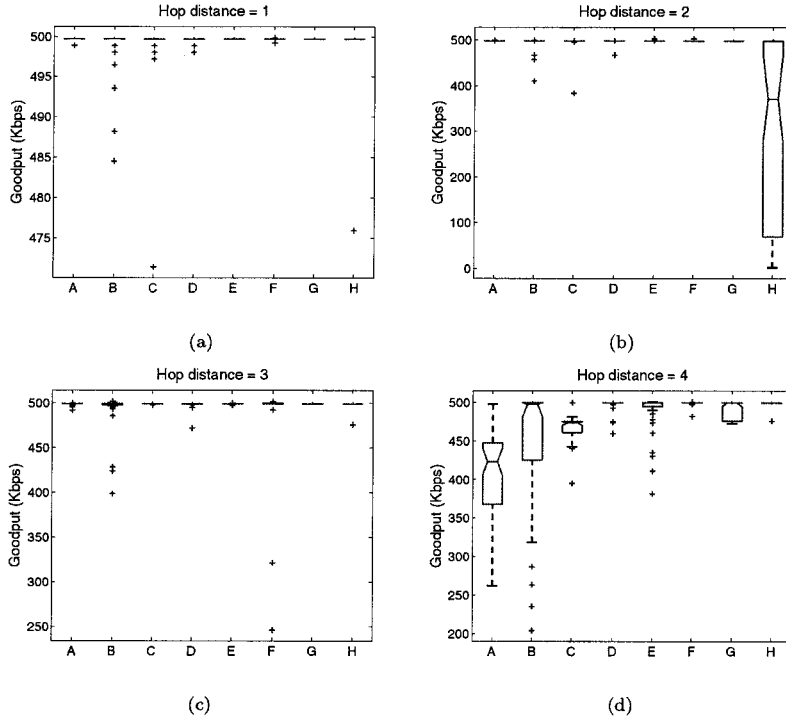 Hop distance = 1
Goodput (Kbps)
500
495
490
485
480
475
A B C D E F G H
(a)
Hop distance = 2
Goodput (Kbps)
500
400
300
200
100
0
A B C D E F G H
(b)
Hop distance = 3
Goodput (Kbps)
500
450
400
350
300
250
A B C D E F G H
(c)
Hop distance = 4
Goodput (Kbps)
500
450
400
350
300
250
200
A B C D E F G H
(d)